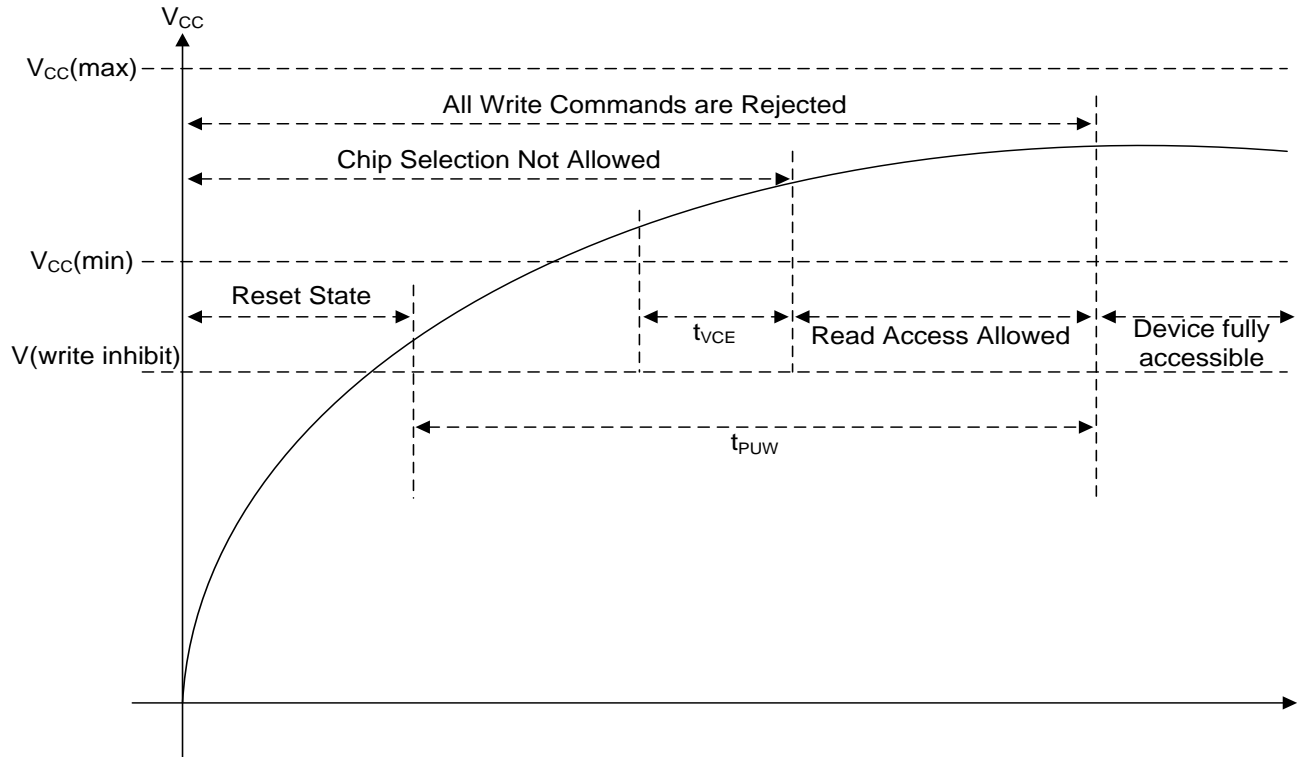 VCC
VCC(max)
All Write Commands are Rejected
Chip Selection Not Allowed
VCC(min)
Reset State
V(write inhibit)
tVCE
Read Access Allowed
Device fully
accessible
tPUW